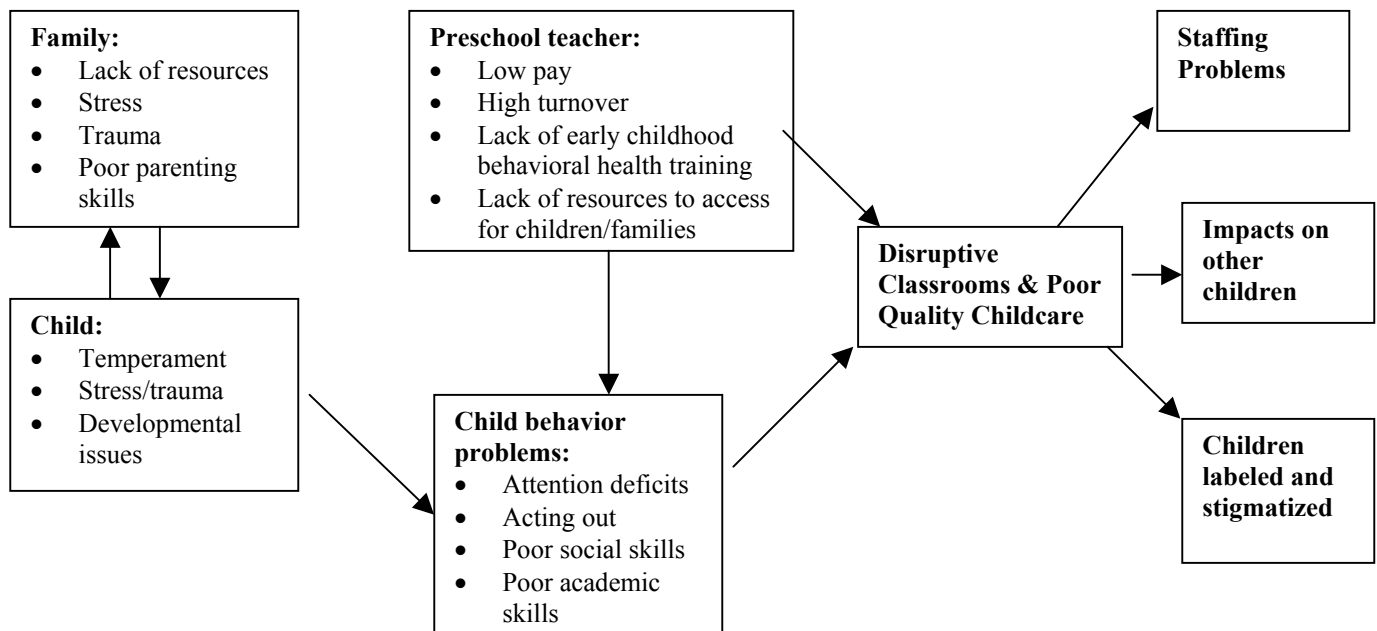 Family:
• Lack of resources
• Stress
• Trauma
• Poor parenting
skills
Child:
• Temperament
• Stress/trauma
• Developmental
issues
Preschool teacher:
• Low pay
• High turnover
• Lack of early childhood
behavioral health training
• Lack of resources to access
for children/families
Child behavior
problems:
• Attention deficits
• Acting out
• Poor social skills
• Poor academic
skills
Disruptive
Classrooms & Poor
Quality Childcare
Staffing
Problems
Impacts on
other
children
Children
labeled and
stigmatized